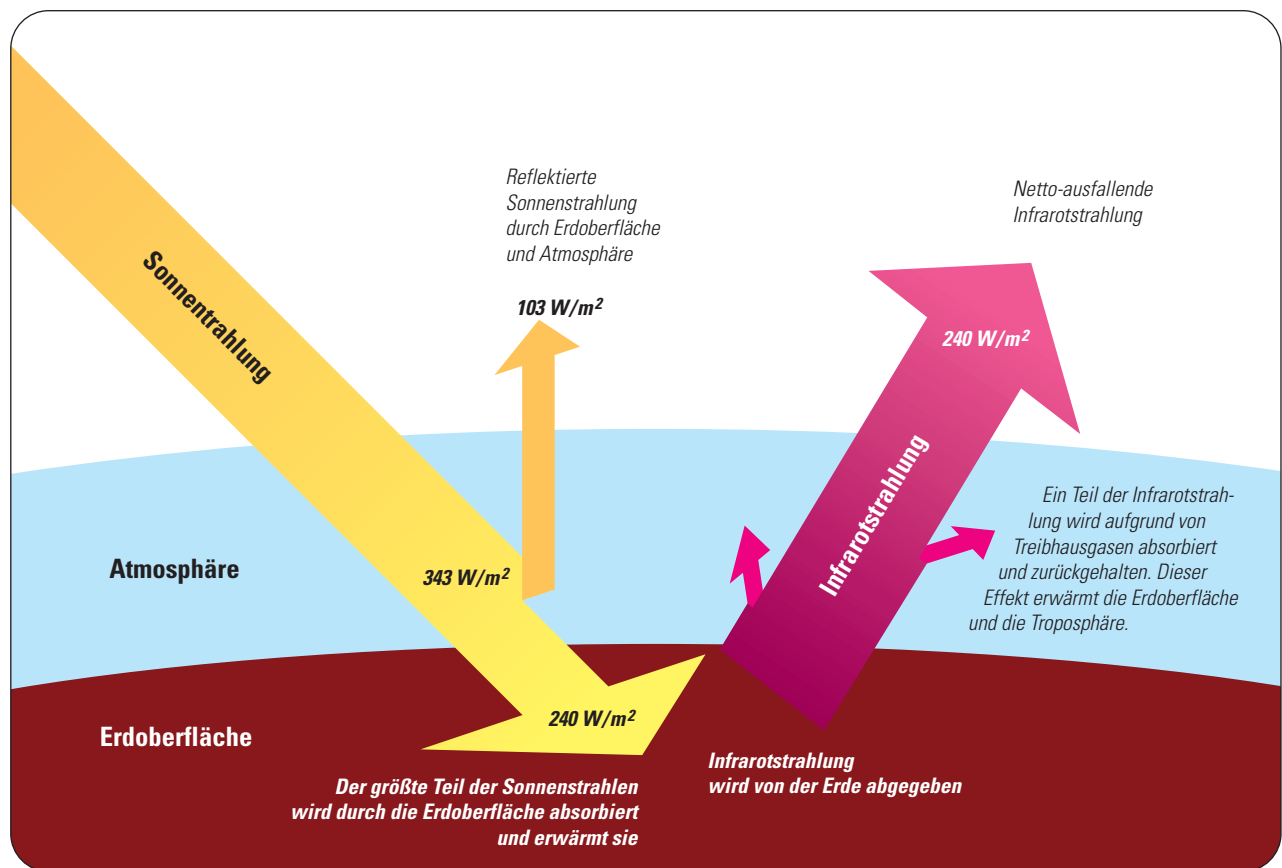 Reflektierte
Sonnenstrahlung
durch Erdoberfläche
und Atmosphäre
103 W/m²
Netto-ausfallende
Infrarotstrahlung
Sonnentrahlung
240 W/m²
Infrarotstrahlung
Ein Teil der Infrarotstrah-
lung wird aufgrund von
Treibhausgasen absorbiert
und zurückgehalten. Dieser
Effekt erwärmt die Erdoberfläche
und die Troposphäre.
Atmosphäre
343 W/m²
Erdoberfläche
240 W/m²
Der größte Teil der Sonnenstrahlen
wird durch die Erdoberfläche absorbiert
und erwärmt sie
Infrarotstrahlung
wird von der Erde abgegeben